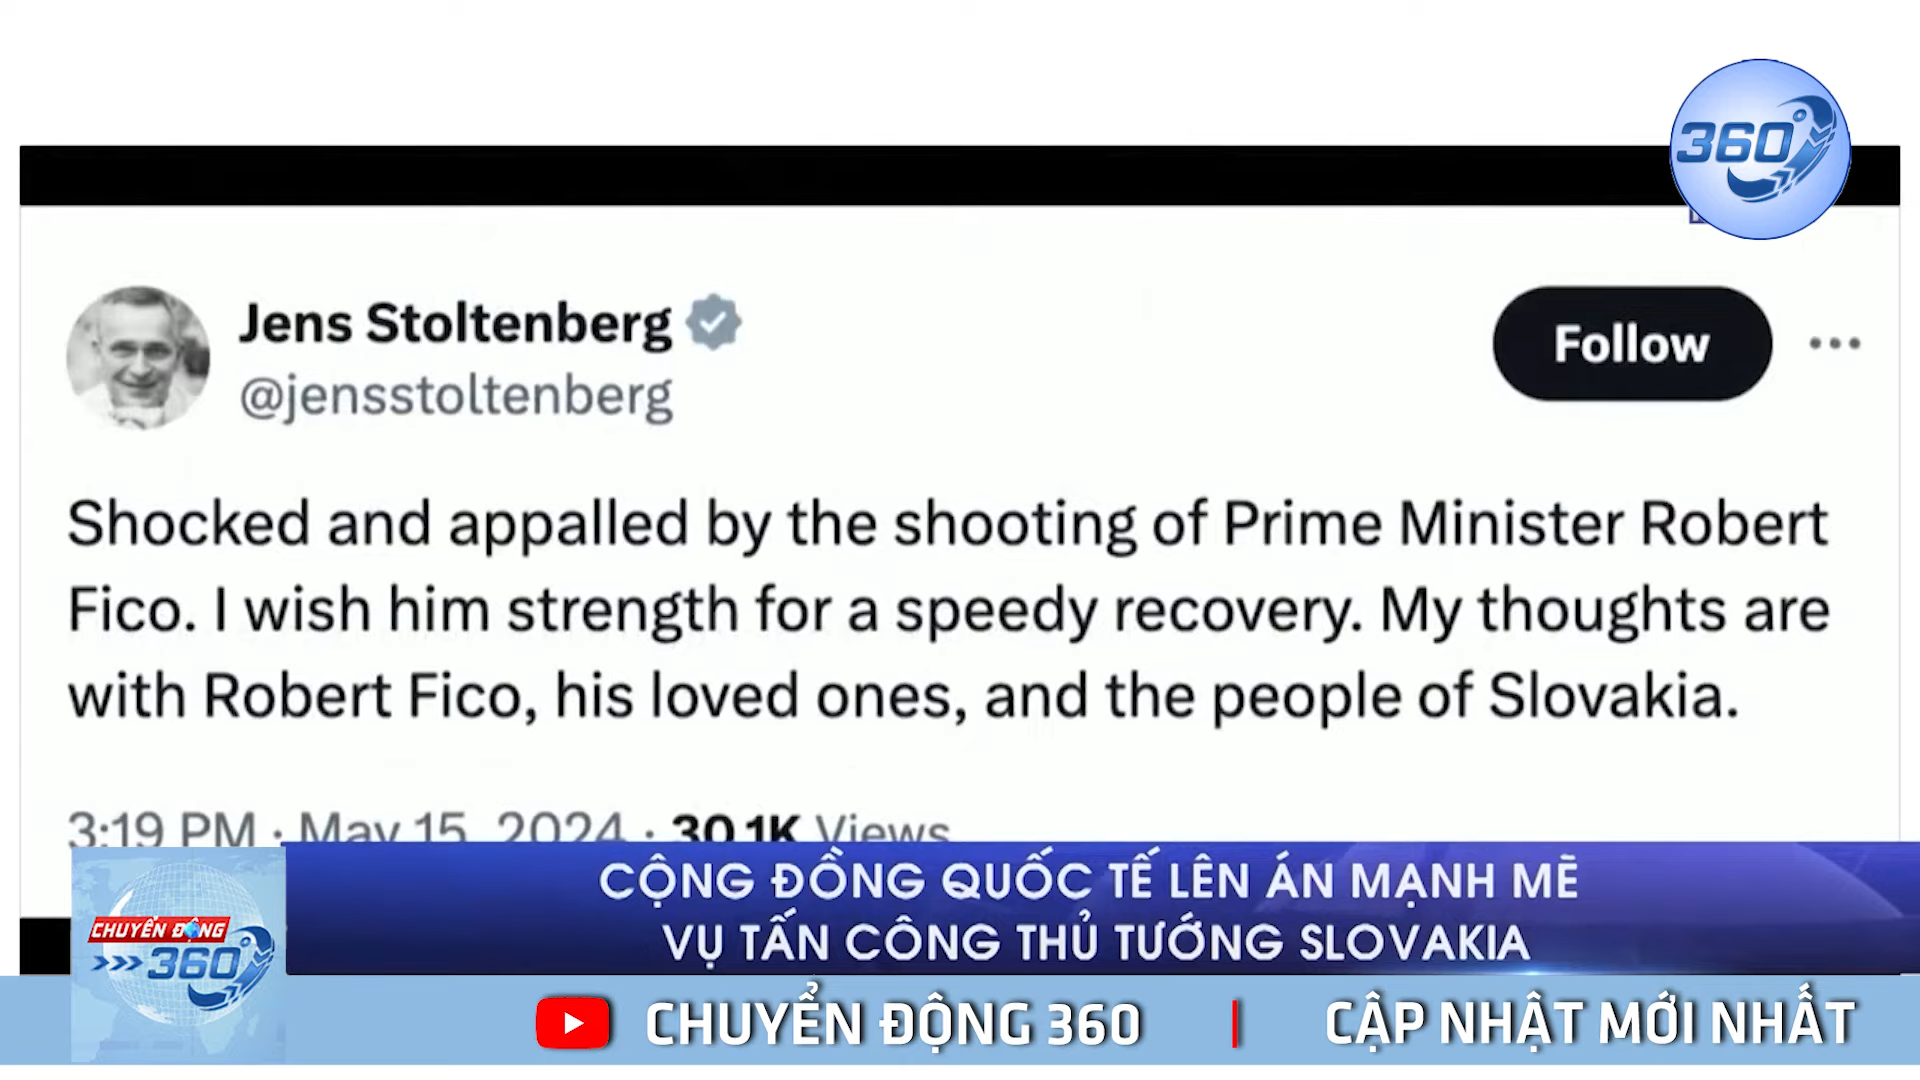 360°
Jens Stoltenberg
@jensstoltenberg
Follow
Shocked and appalled by the shooting of Prime Minister Robert
Fico. I wish him strength for a speedy recovery. My thoughts are
with Robert Fico, his loved ones, and the people of Slovakia.
3:19 PM · May 15, 2024 · 30.1K Views
CỘNG ĐỒNG QUỐC TẾ LÊN ÁN MẠNH MẼ
VỤ TẤN CÔNG THỦ TƯỚNG SLOVAKIA
CHUYỂN ĐỘNG
360°
CHUYỂN ĐỘNG 360 | CẬP NHẬT MỚI NHẤT